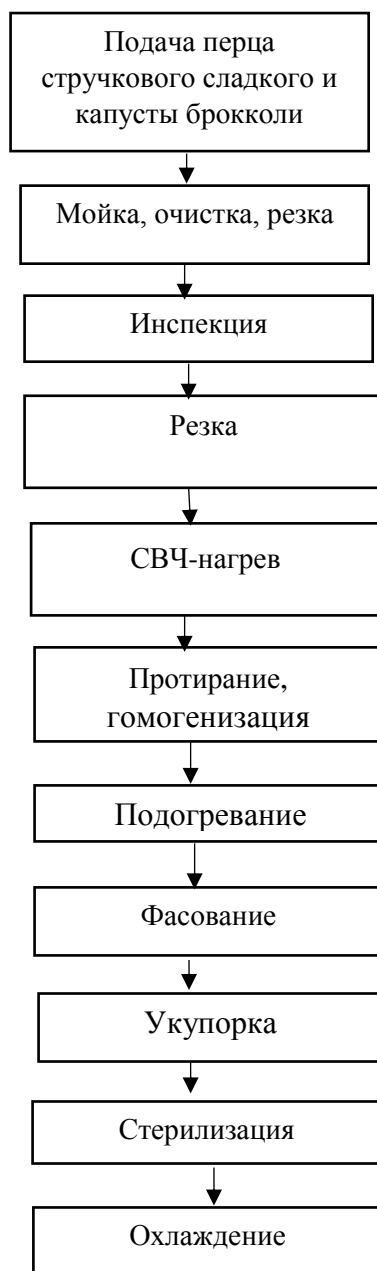 Подача перца
стручкового сладкого и
капусты брокколи
Мойка, очистка, резка
Инспекция
Резка
СВЧ-нагрев
Протирание,
гомогенизация
Подогревание
Фасование
Укупорка
Стерилизация
Охлаждение